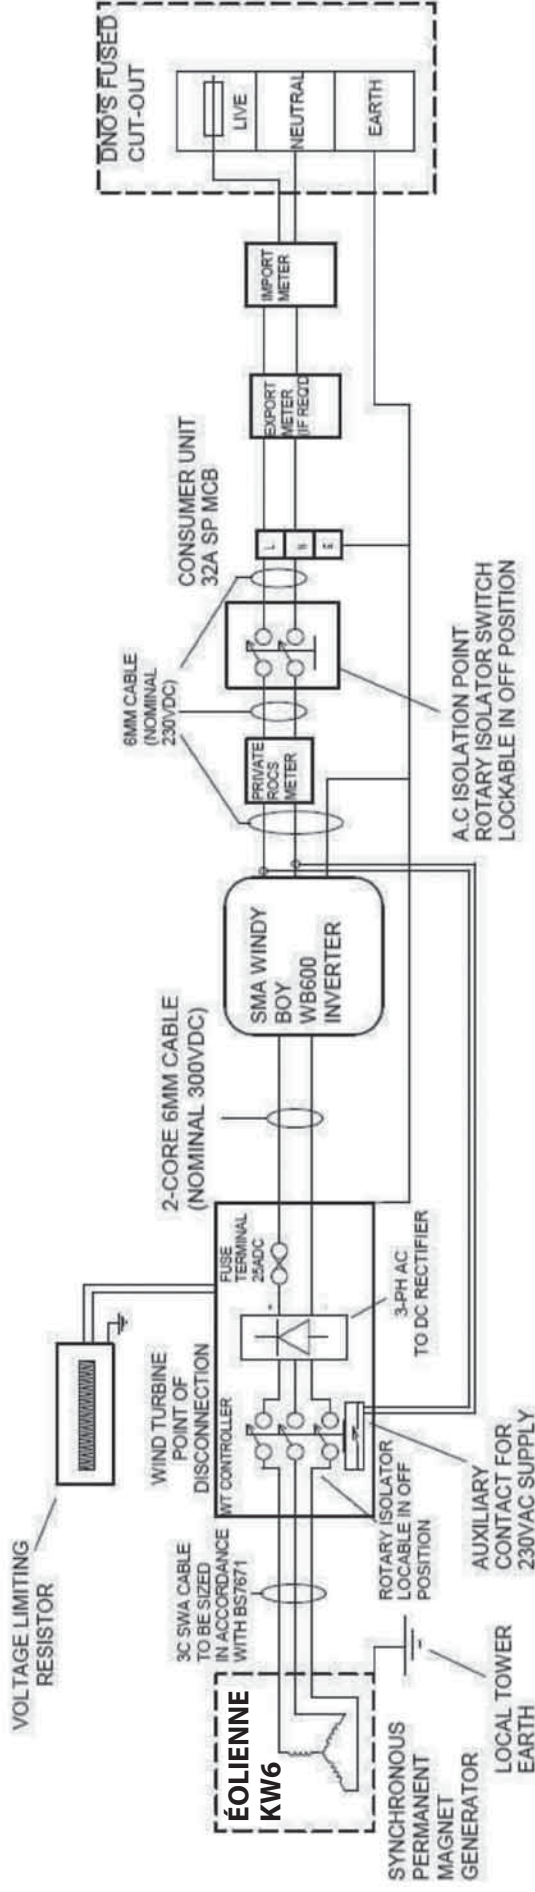 VOLTAGE LIMITING
RESISTOR
ÉOLIENNE
KW6
SYNCHRONOUS
PERMANENT
MAGNET
GENERATOR
LOCAL TOWER
EARTH
3C SWA CABLE
TO BE SIZED
IN ACCORDANCE
WITH BS7671
WIND TURBINE
POINT OF
DISCONNECTION
WT CONTROLLER
ROTARY ISOLATOR
LOCABLE IN OFF
POSITION
AUXILIARY
CONTACT FOR
230VAC SUPPLY
FUSE
TERMINAL
25ADC
+
-
3-PH AC
TO DC RECTIFIER
2-CORE 6MM CABLE
(NOMINAL 300VDC)
SMA WINDY
BOY
WB600
INVERTER
6MM CABLE
(NOMINAL
230VDC)
PRIVATE
ROCS
METER
A.C ISOLATION POINT
ROTARY ISOLATOR SWITCH
LOCKABLE IN OFF POSITION
CONSUMER UNIT
32A SP MCB
L
N
E
EXPORT
METER
(IF REQ'D
IMPORT
METER
DNO'S FUSED
CUT-OUT
LIVE
NEUTRAL
EARTH